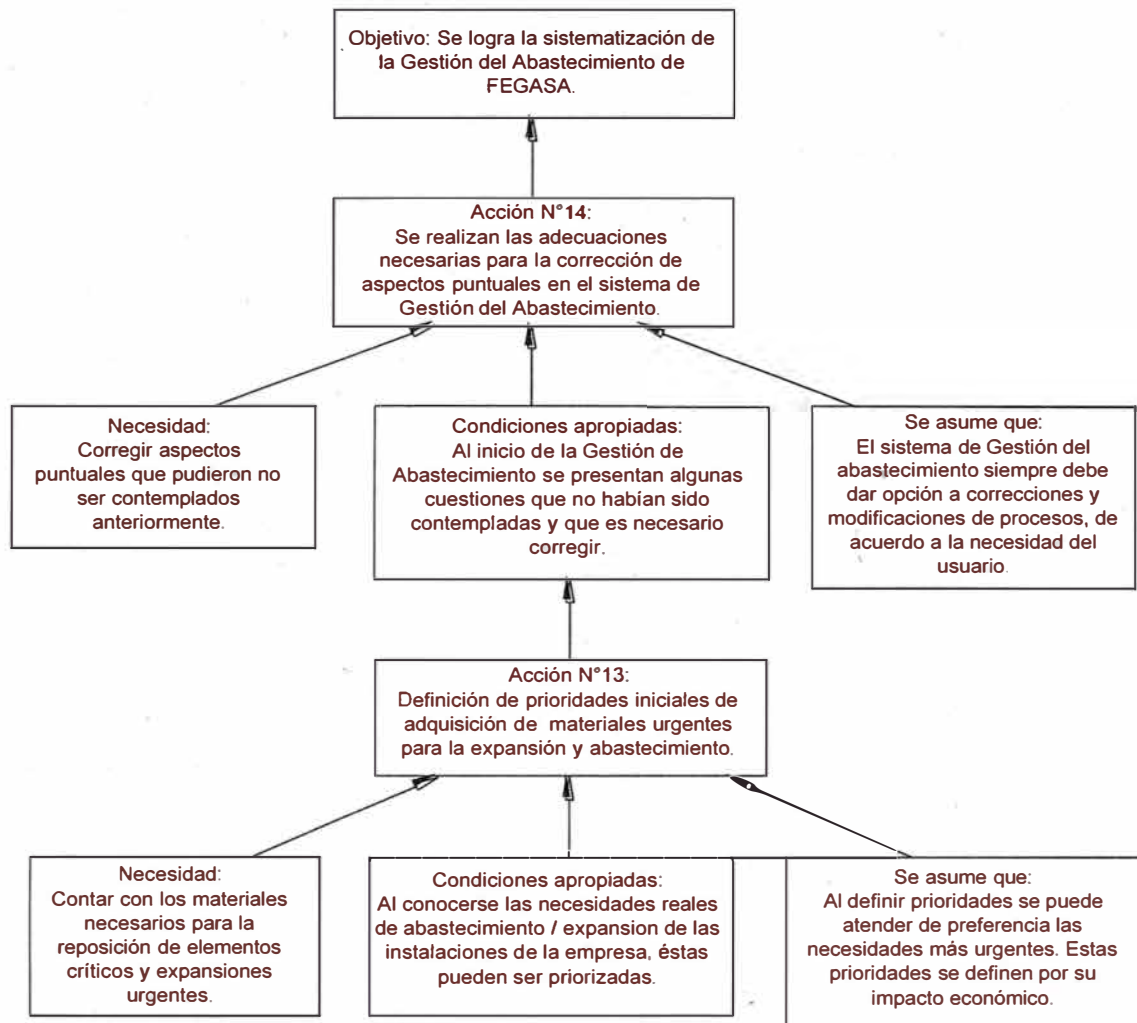 Objetivo: Se logra la sistematización de
la Gestión del Abastecimiento de
FEGASA.
Acción N°14:
Se realizan las adecuaciones
necesarias para la corrección de
aspectos puntuales en el sistema de
Gestión del Abastecimiento.
Necesidad:
Corregir aspectos
puntuales que pudieron no
ser contemplados
anteriormente.
Condiciones apropiadas:
Al inicio de la Gestión de
Abastecimiento se presentan algunas
cuestiones que no habían sido
contempladas y que es necesario
corregir.
Se asume que:
El sistema de Gestión del
abastecimiento siempre debe
dar opción a correcciones y
modificaciones de procesos, de
acuerdo a la necesidad del
usuario.
Acción N°13:
Definición de prioridades iniciales de
adquisición de materiales urgentes
para la expansión y abastecimiento.
Necesidad:
Contar con los materiales
necesarios para la
reposición de elementos
críticos y expansiones
urgentes.
Condiciones apropiadas:
Al conocerse las necesidades reales
de abastecimiento / expansion de las
instalaciones de la empresa, éstas
pueden ser priorizadas.
Se asume que:
Al definir prioridades se puede
atender de preferencia las
necesidades más urgentes. Estas
prioridades se definen por su
impacto económico.